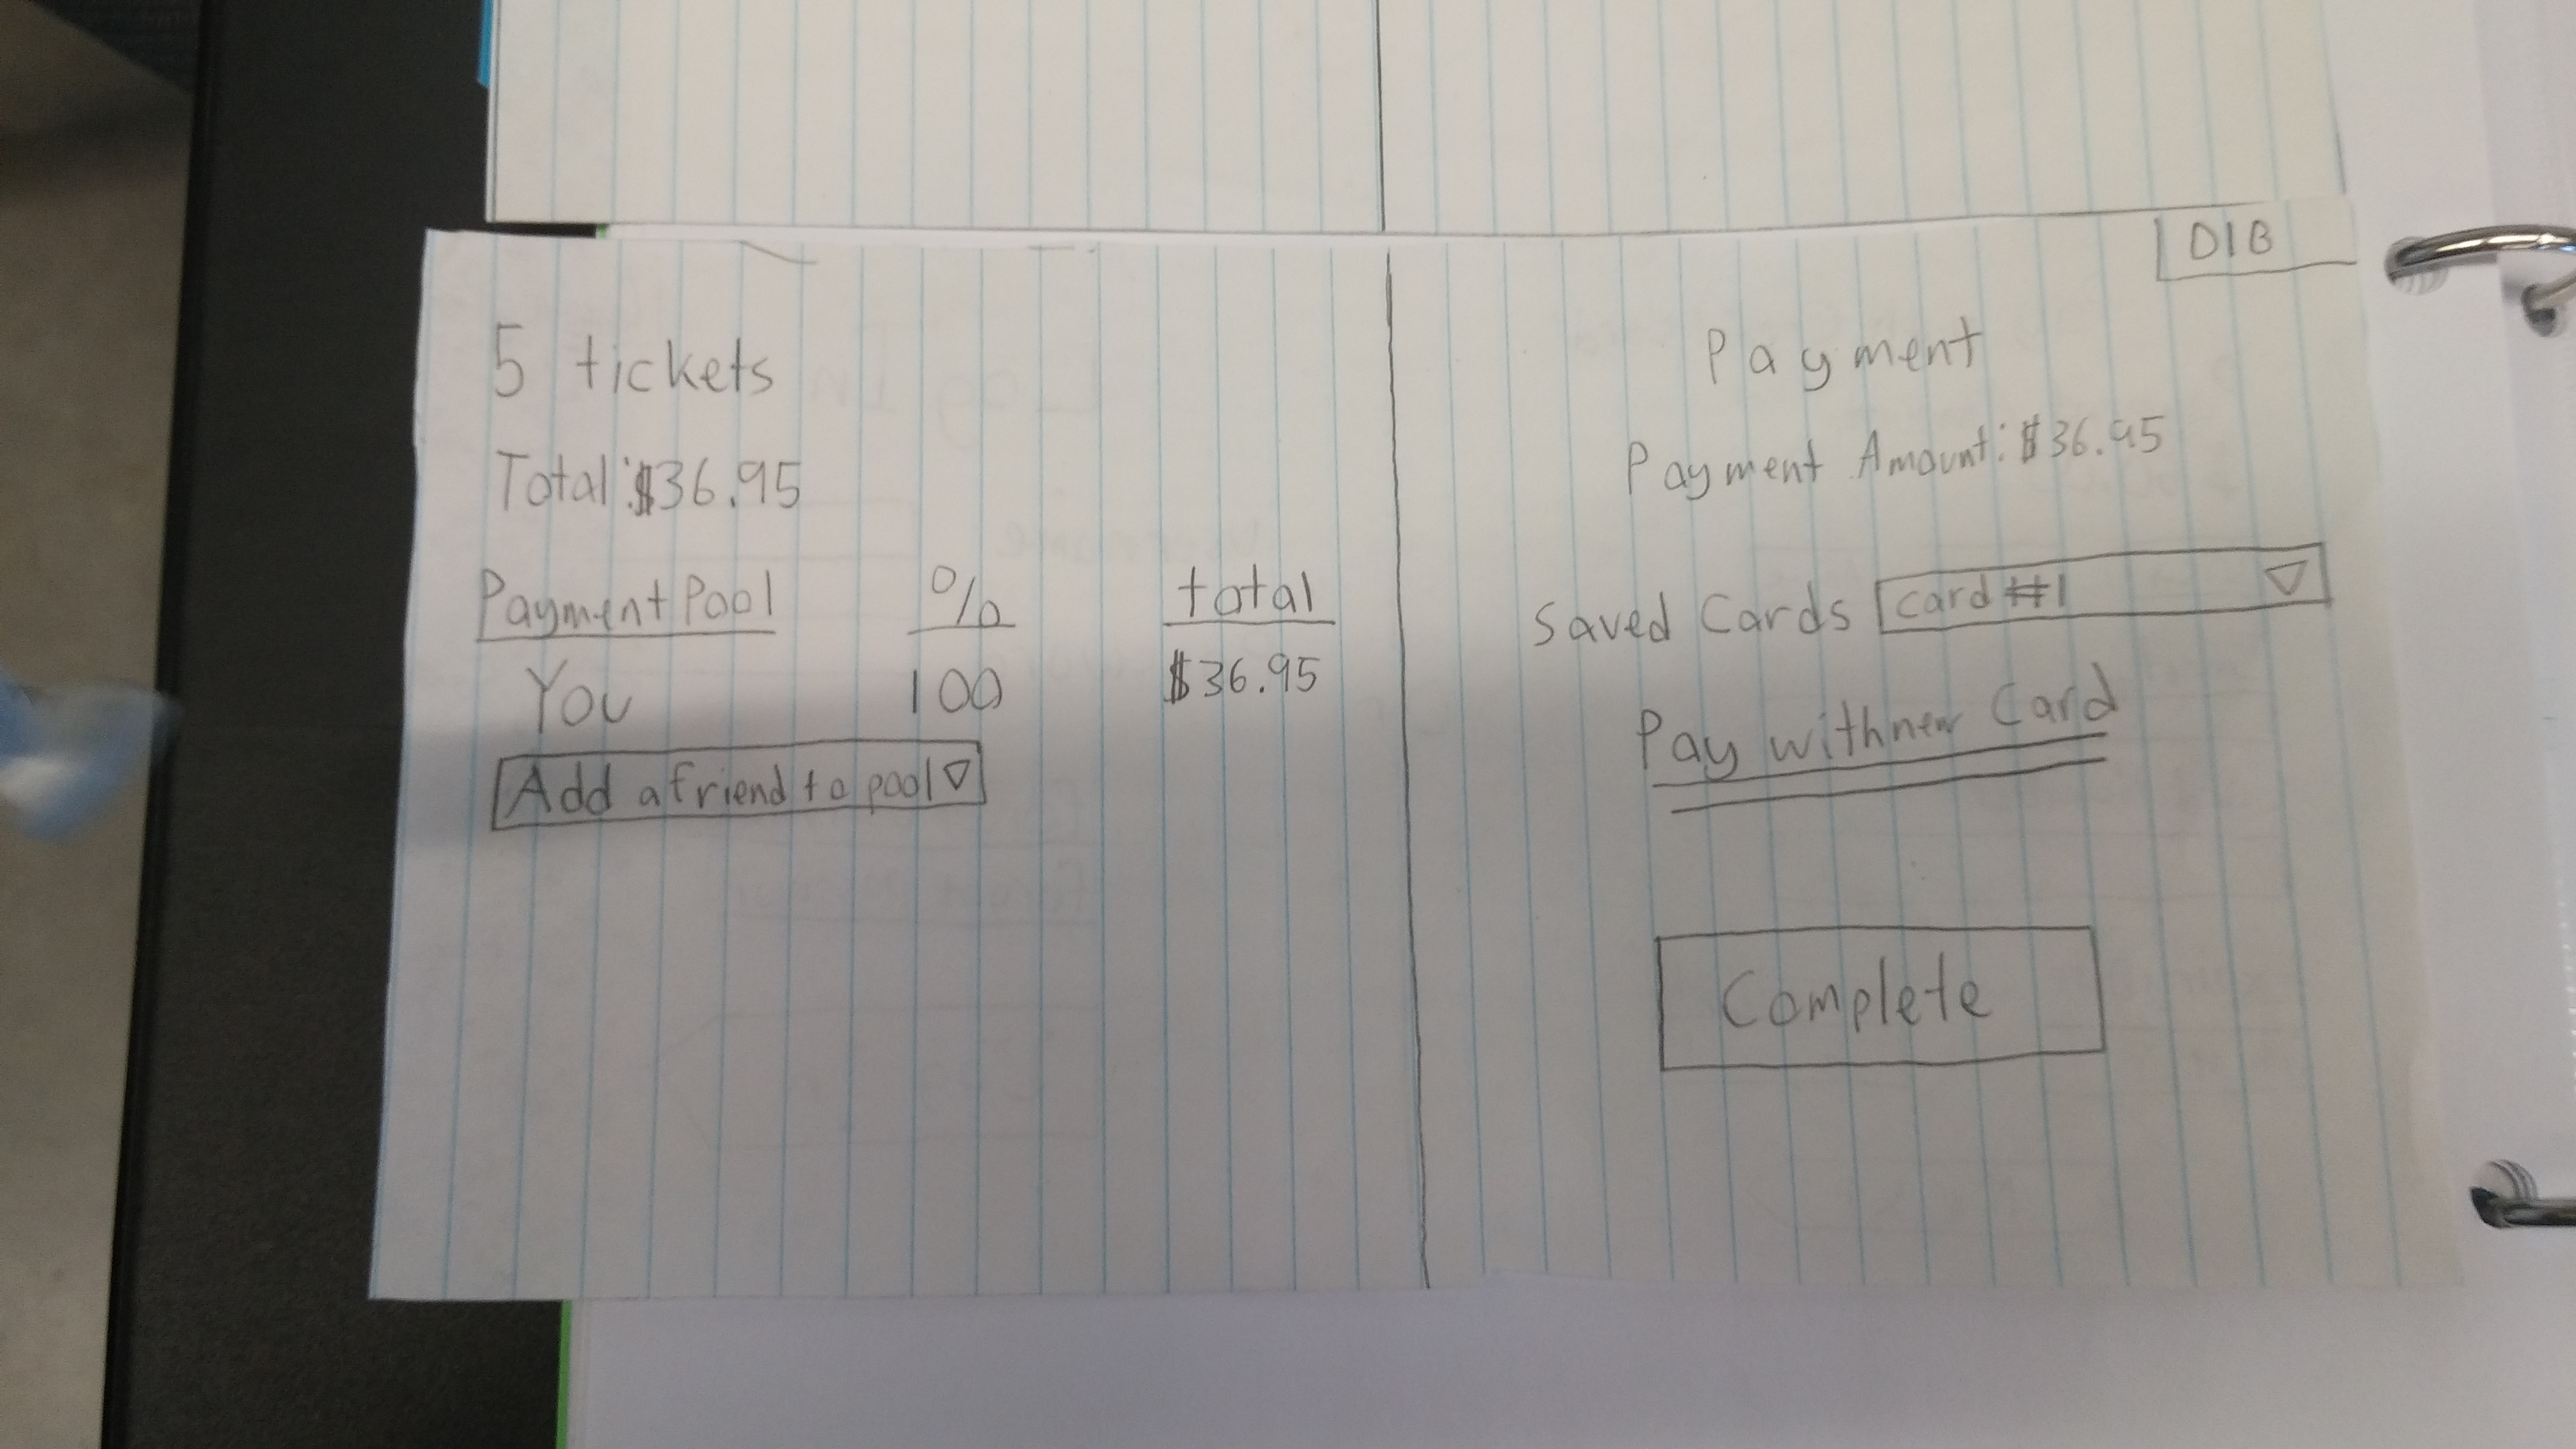 5 tickets
Total: $36.95
Payment Pool % total
You 100 $36.95
Add a friend to pool ▽
Payment
Payment Amount: $36.95
Saved Cards card #1 ▽
Pay with new Card
Complete